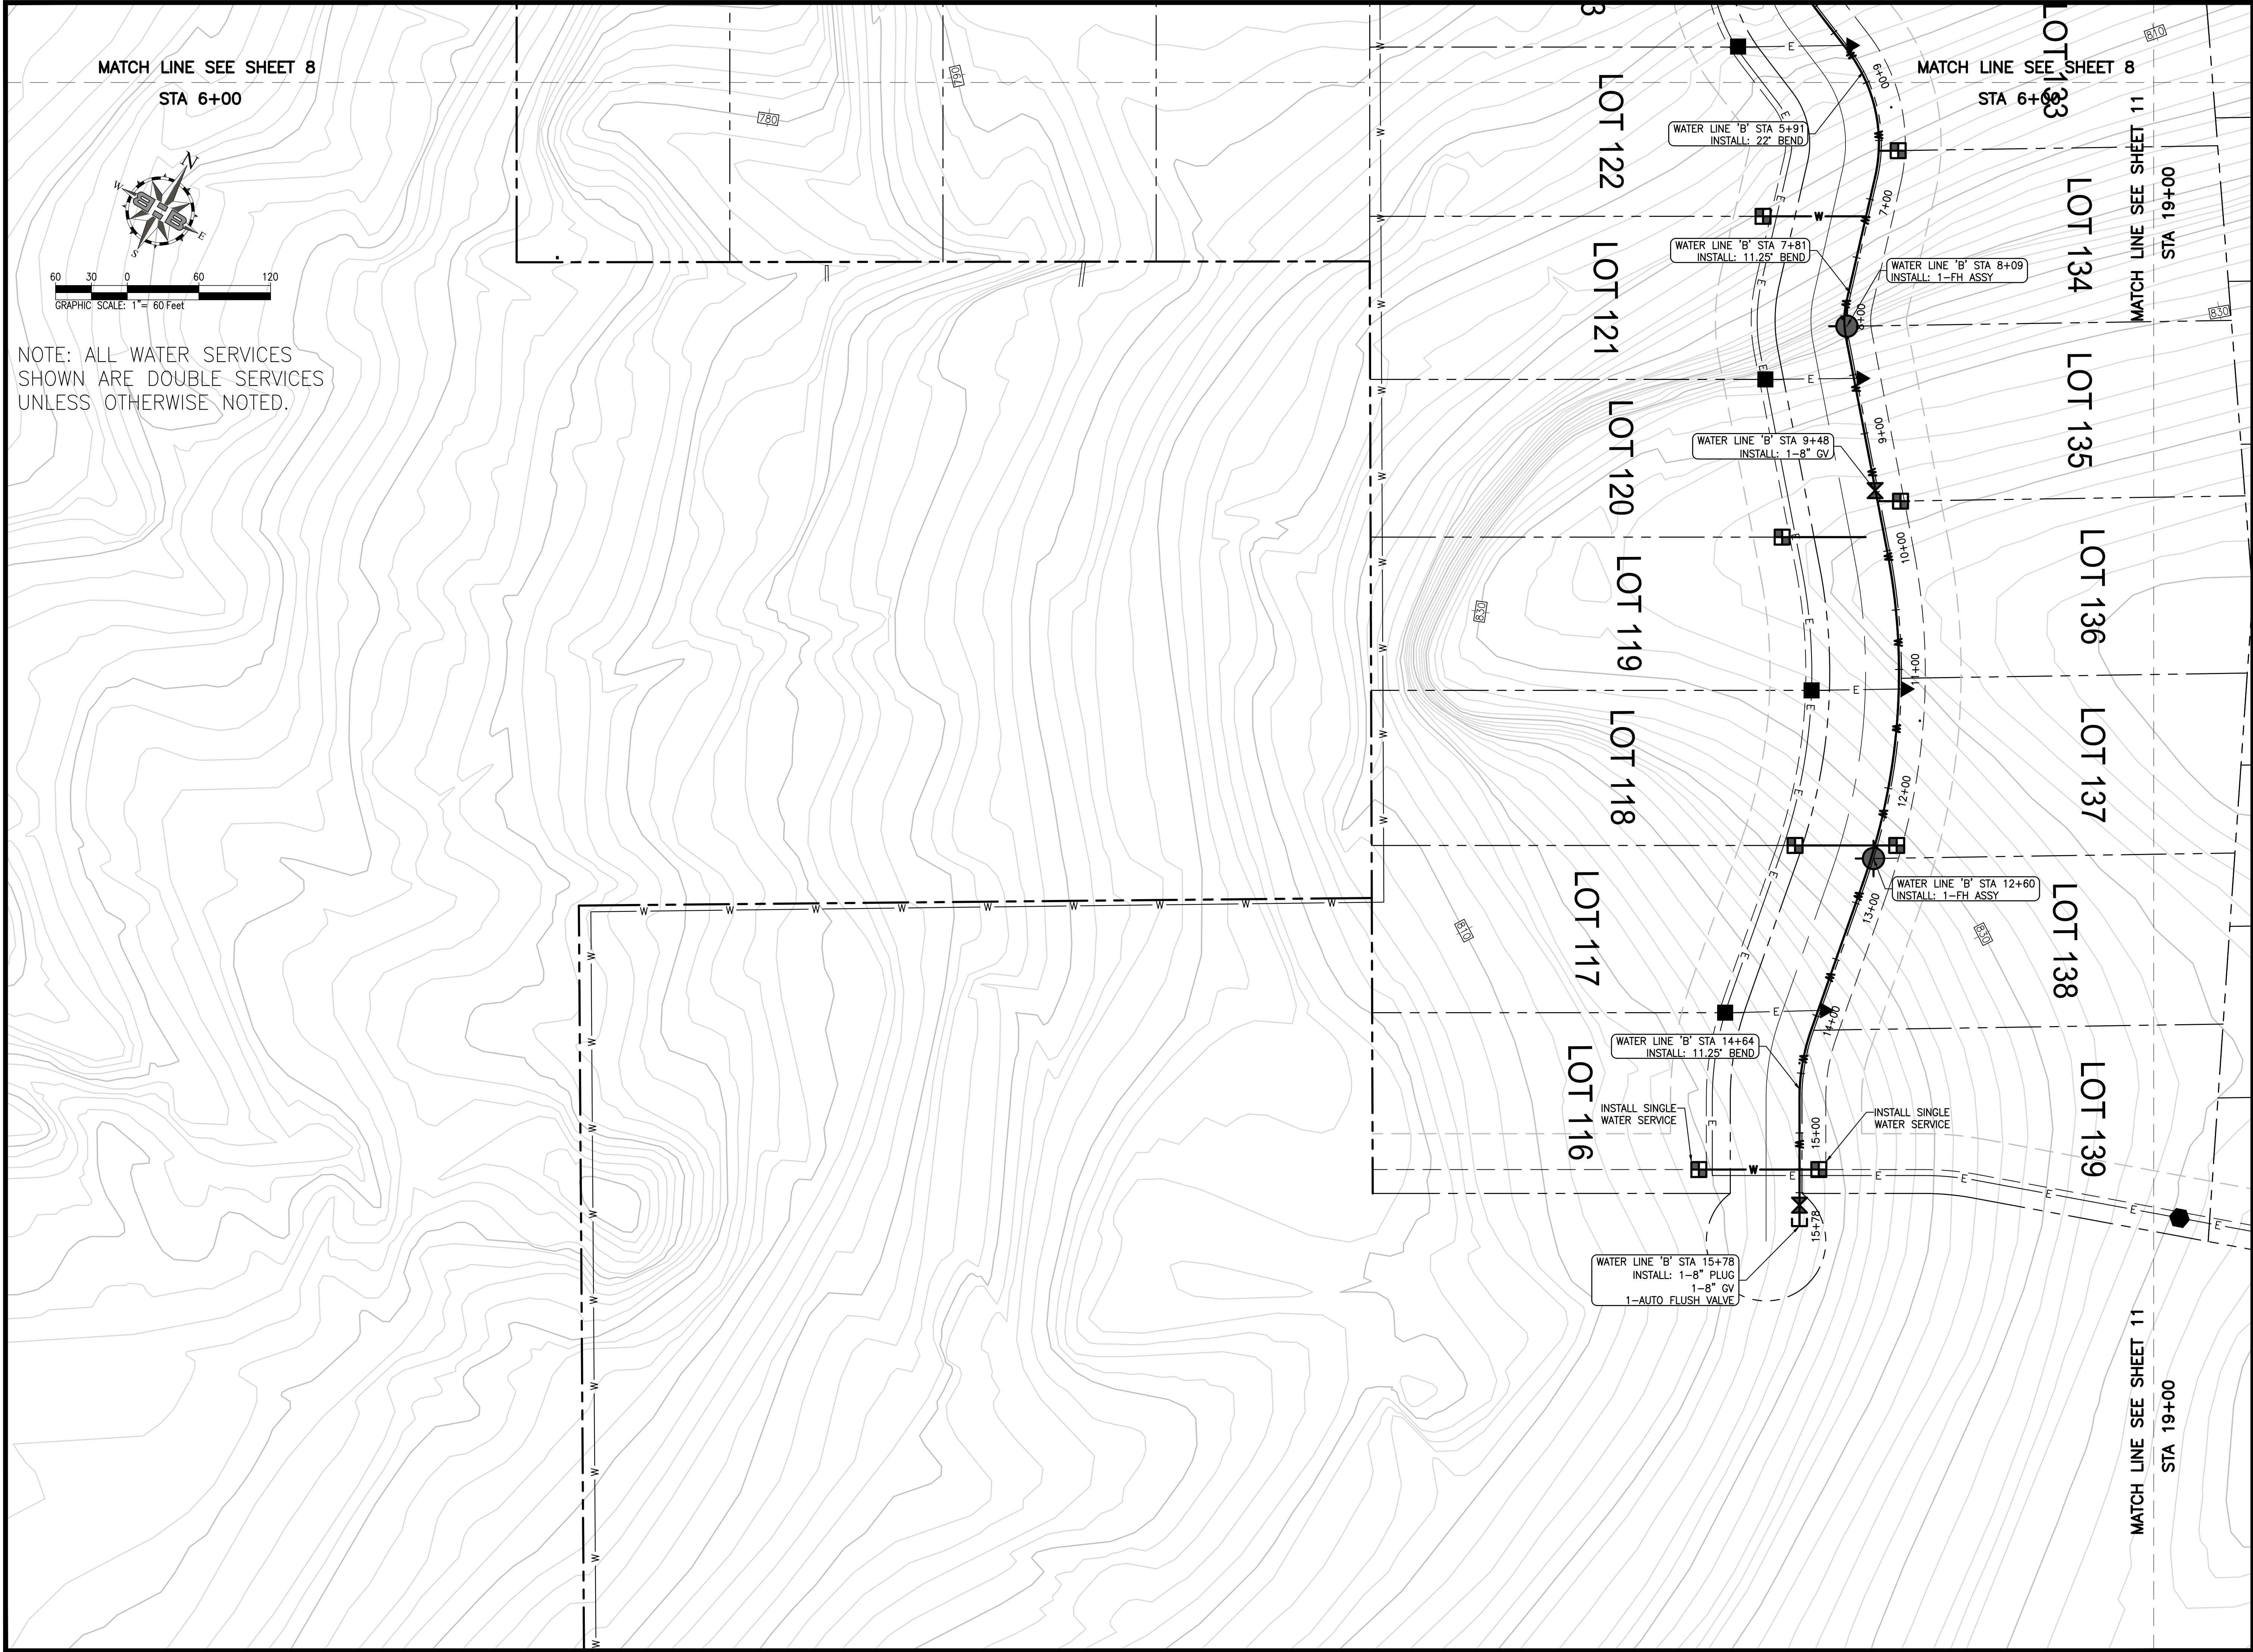 MATCH LINE SEE SHEET 8
STA 6+00
N
W
E
S
B
B
60 30 0 60 120
GRAPHIC SCALE: 1"= 60 Feet
NOTE: ALL WATER SERVICES
SHOWN ARE DOUBLE SERVICES
UNLESS OTHERWISE NOTED.
780
790
3
LOT 133
810
MATCH LINE SEE SHEET 8
STA 6+00
MATCH LINE SEE SHEET 11
STA 19+00
6+00
WATER LINE 'B' STA 5+91
INSTALL: 22° BEND
LOT 122
7+00
LOT 134
WATER LINE 'B' STA 7+81
INSTALL: 11.25° BEND
WATER LINE 'B' STA 8+09
INSTALL: 1-FH ASSY
8+00
830
LOT 121
LOT 135
9+00
LOT 120
WATER LINE 'B' STA 9+48
INSTALL: 1-8" GV
10+00
LOT 136
LOT 119
830
11+00
LOT 118
LOT 137
12+00
WATER LINE 'B' STA 12+60
INSTALL: 1-FH ASSY
13+00
LOT 117
LOT 138
810
830
14+00
WATER LINE 'B' STA 14+64
INSTALL: 11.25° BEND
LOT 116
LOT 139
INSTALL SINGLE
WATER SERVICE
INSTALL SINGLE
WATER SERVICE
15+00
15+78
WATER LINE 'B' STA 15+78
INSTALL: 1-8" PLUG
1-8" GV
1-AUTO FLUSH VALVE
MATCH LINE SEE SHEET 11
STA 19+00
W
W
W
W
W
W
W
W
W
E
E
E
E
E
E